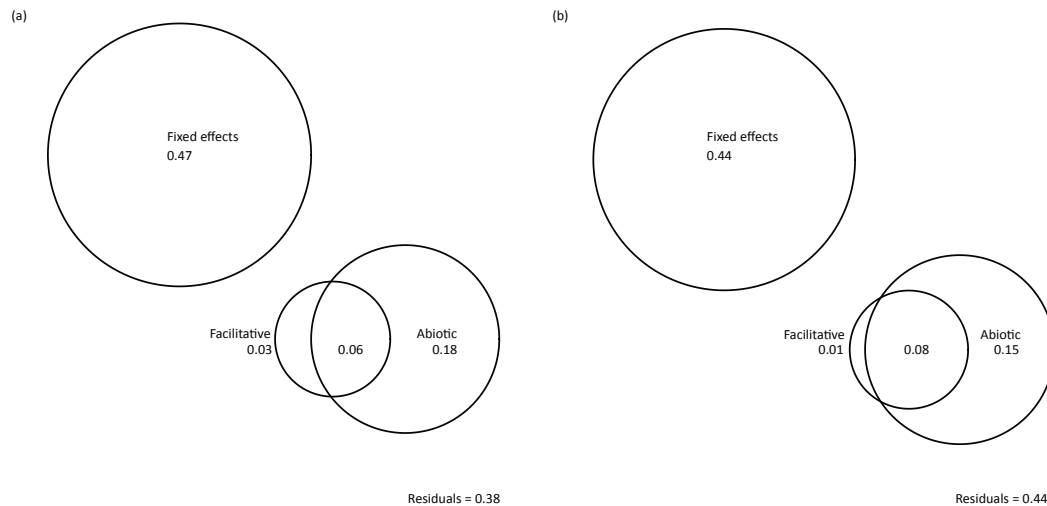 (a)
Fixed effects
0.47
Facilitative
0.03
0.06
Abiotic
0.18
Residuals = 0.38
(b)
Fixed effects
0.44
Facilitative
0.01
0.08
Abiotic
0.15
Residuals = 0.44